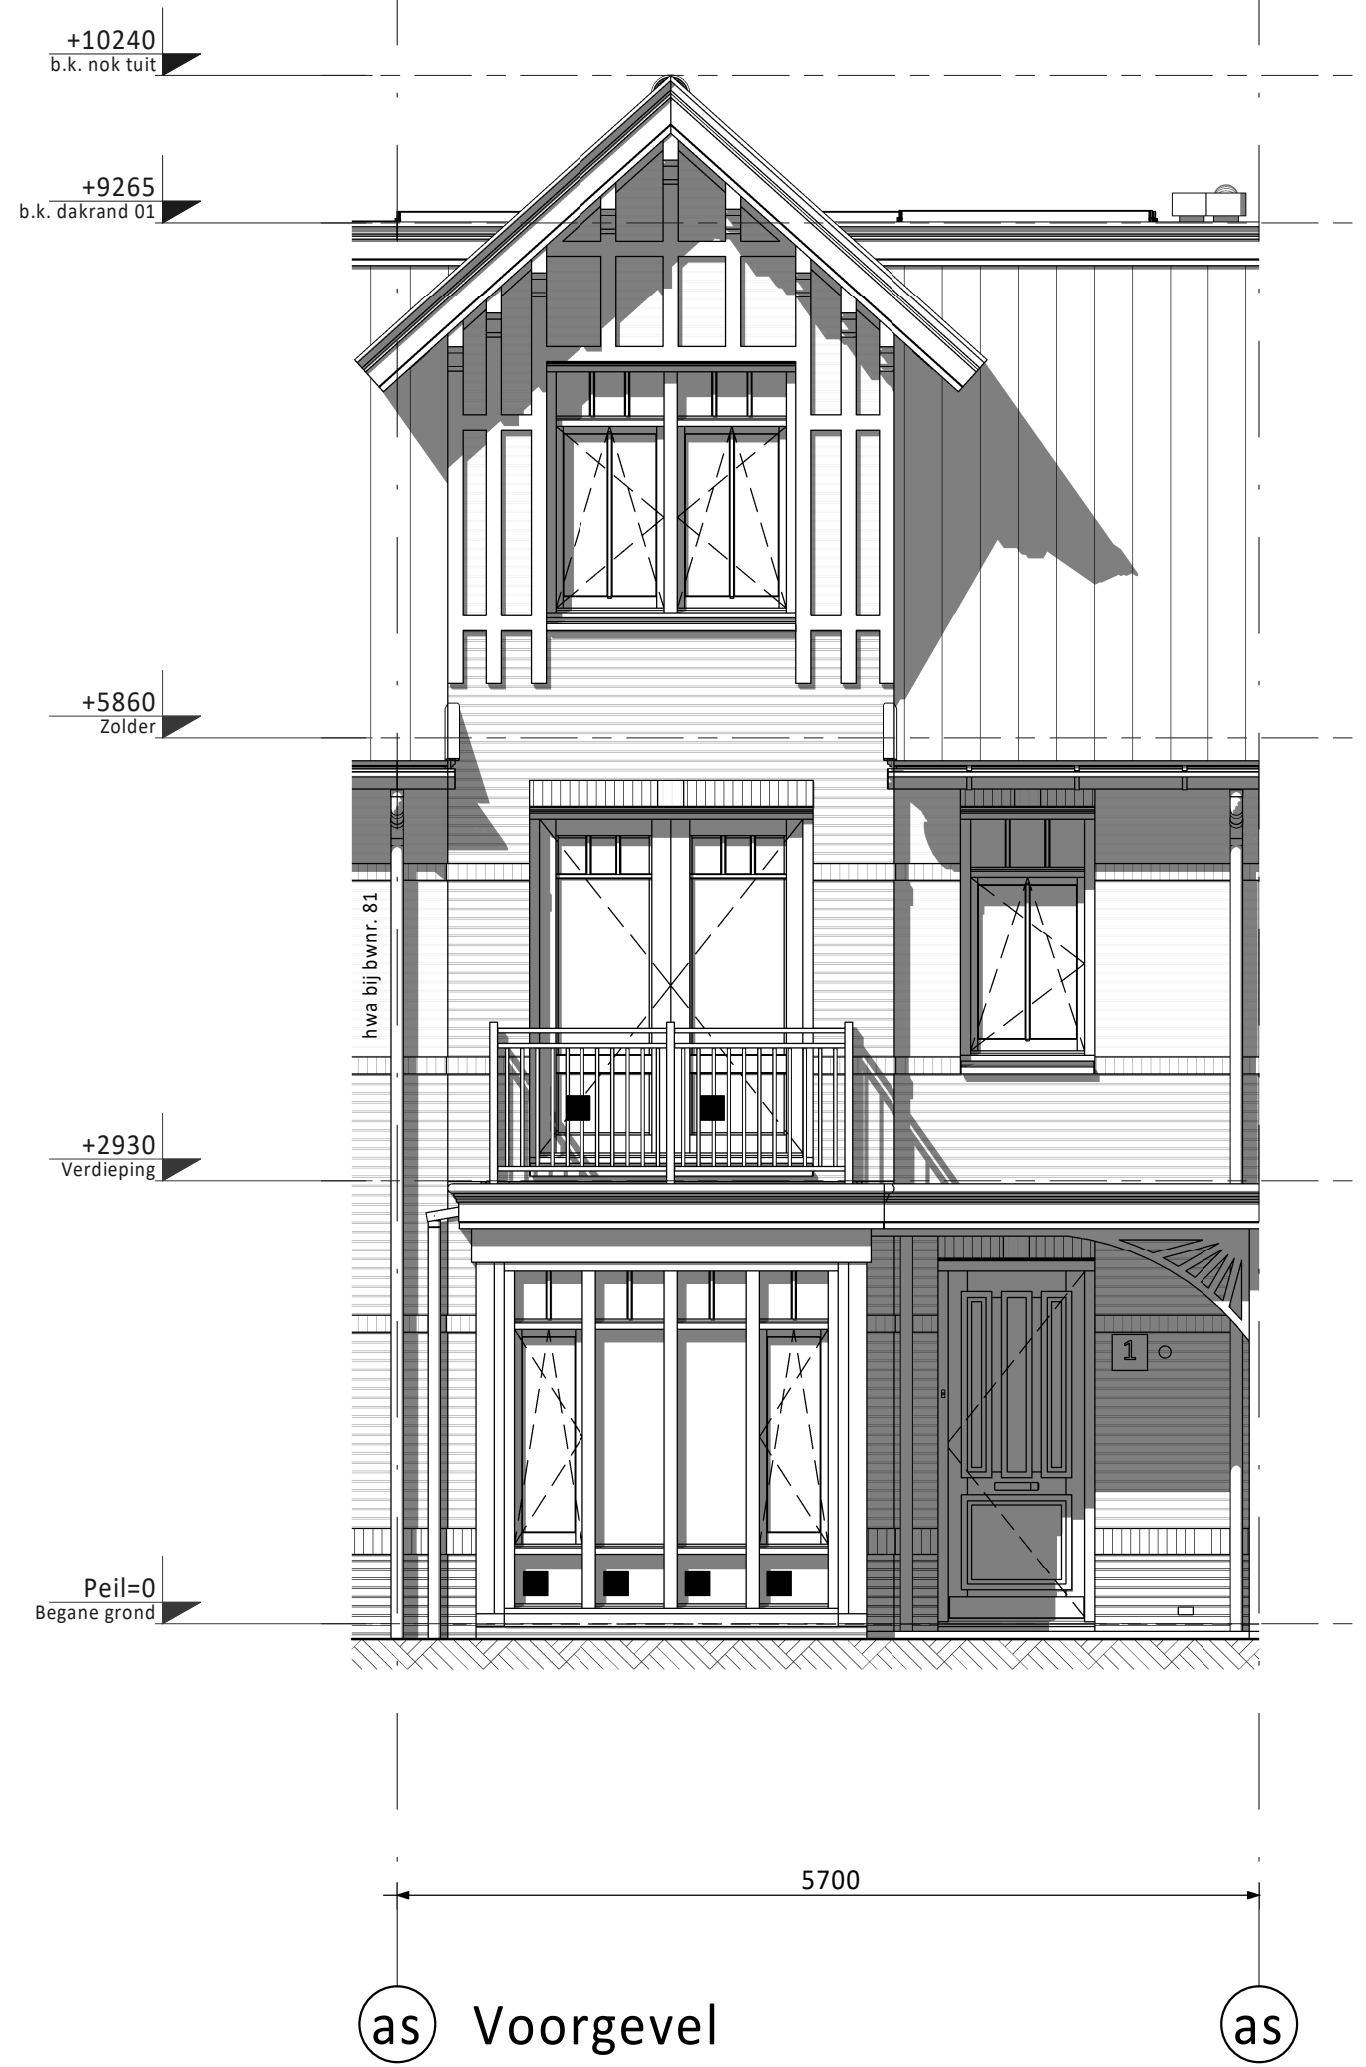 +10240
b.k. nok tuit
+9265
b.k. dakrand 01
+5860
Zolder
hwa bij bwnr. 81
+2930
Verdieping
1
Peil=0
Begane grond
5700
as Voorgevel as